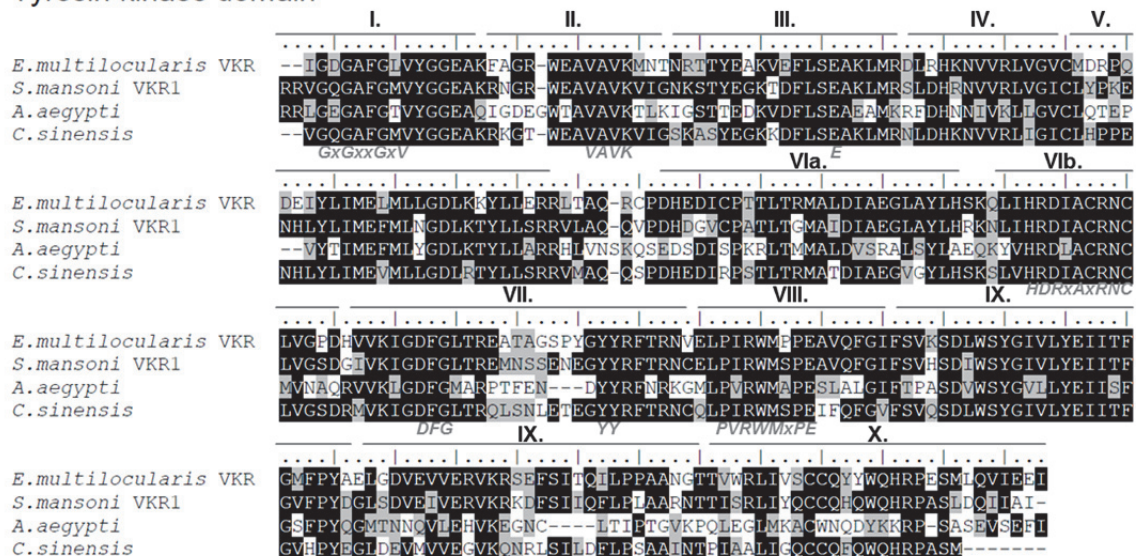 Tyrosin kinase domain
I. II. III. IV. V.
E.multilocularis VKR --IGDGAFGLVYGGEAKFAGR-WEAVAVKMNTNRTTYEAKVEFLSEAKLMRDLRHKNVVRLVGVCMDRPQ
S.mansoni VKR1 RRVGQGAFGMVYGGEAKRNGR-WEAVAVKVIGNKSTYEGKTDFLSEAKLMRSLDHRNVVRLVGICLYPKE
A.aegypti RRLGEGAFGTVYGGEAQIGDEGWTAVAVKTLKIGSTTEDKVDFLSEAEAMKRFDHNNIVKLLGVCLQTEP
C.sinensis --VGQGAFGMVYGGEAKRKGT-WEAVAVKVIGSKASYEGKKDFLSEAKLMRNLDHKNVVRLIGICLHPPE
GxGxxGxV VAVK E
VIa. VIb.
E.multilocularis VKR DEIYLIMELMLLGDLKKYLLERRLTAQ-RCPDHEDICPTTLTRMALDIAEGLAYLHSKQLIHRDIACRNC
S.mansoni VKR1 NHLYLIMEFMLNGDLKTYLLSRRVLAQ-QVPDHDGVCPATLTGMAIDIAEGLAYLHRKNLIHRDIACRNC
A.aegypti --VYTIMEFMLYGDLKTYLLARRHLVNSKQSEDSDISPKRLTMMALDVSRALSYLAEQKYVHRDLACRNC
C.sinensis NHLYLIMEVMLLGDLRTYLLSRRVMAQ-QSPDHEDIRPSTLTRMATDIAEGVGYLHSKSLVHRDIACRNC
HDRxAxRNC
VII. VIII. IX.
E.multilocularis VKR LVGPDHVVKIGDFGLTREATAGSPYGYYRFTRNVELPIRWMPPEAVQFGIFSVKSDLWSYGIVLYEIITF
S.mansoni VKR1 LVGSDGIVKIGDFGLTREMNSSENEGYYRFTRNCELPIRWMSPEAVQFGIFSVHSDIWSYGIVLYEIITF
A.aegypti MVNAQRVVKLGDFGMARPTFEN---DYYRFNRKGMLPVRWMAPESLALGIFTPASDVWSYGVLLYEIISF
C.sinensis LVGSDRMVKIGDFGLTRQLSNLETEGYYRFTRNCQLPIRWMSPEIFQFGVFSVQSDLWSYGIVLYEIITF
DFG YY PVRWMxPE
IX. X.
E.multilocularis VKR GMFPYAELGDVEVVERVKRSEFSITQILPPAANGTTVWRLIVSCCQYYWQHRPESMLQVIEEI
S.mansoni VKR1 GVFPYDGLSDVEIVERVKRKDFSIIQFLPLAARNTTISRLIYQCCQHQWQHRPASLDQIIAI-
A.aegypti GSFPYQGMTNNQVLEHVKEGNC----LTIPTGVKPQLEGLMKACWNQDYKKRP-SASEVSEFI
C.sinensis GVHPYEGLDEVMVVEGVKQNRLSILDFLPSAAINTPIAALIGQCCQFQWQHRPASM-------